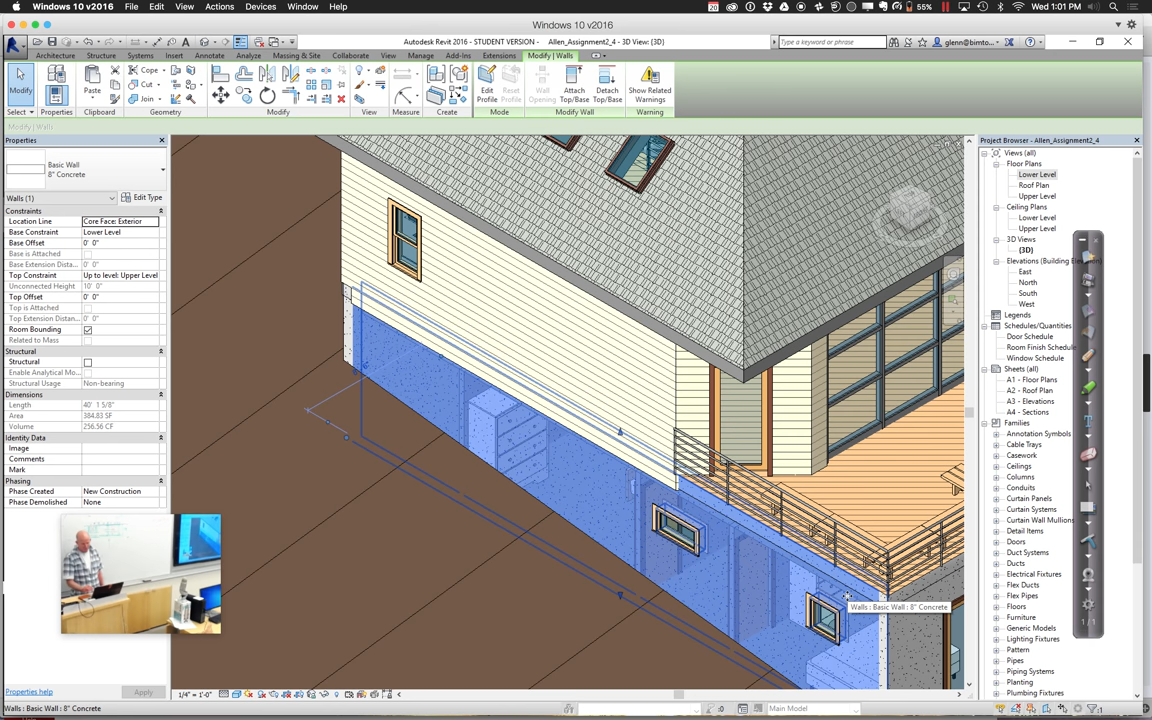 Windows 10 v2016 File Edit View Actions Devices Window Help
20 55% Wed 1:01 PM
Windows 10 v2016
Autodesk Revit 2016 - STUDENT VERSION - Allen_Assignment2_4 - 3D View: {3D}
Type a keyword or phrase
glenn@bimto...
Architecture Structure Systems Insert Annotate Analyze Massing & Site Collaborate View Manage Add-Ins Extensions Modify | Walls
Modify
Properties
Paste
Cope
Cut
Join
Edit Profile
Reset Profile
Wall Opening
Attach Top/Base
Detach Top/Base
Show Related Warnings
Select Properties Clipboard Geometry Modify View Measure Create Mode Modify Wall Warning
Modify | Walls
Properties
Basic Wall
8" Concrete
Walls (1)
Edit Type
Constraints
Location Line Core Face: Exterior
Base Constraint Lower Level
Base Offset 0' 0"
Base is Attached
Base Extension Dista... 0' 0"
Top Constraint Up to level: Upper Level
Unconnected Height 10' 0"
Top Offset 0' 0"
Top is Attached
Top Extension Distan... 0' 0"
Room Bounding
Related to Mass
Structural
Structural
Enable Analytical Mo...
Structural Usage Non-bearing
Dimensions
Length 40' 1 5/8"
Area 384.83 SF
Volume 256.56 CF
Identity Data
Image
Comments
Mark
Phasing
Phase Created New Construction
Phase Demolished None
Properties help
Apply
Walls : Basic Wall : 8" Concrete
Project Browser - Allen_Assignment2_4
Views (all)
Floor Plans
Lower Level
Roof Plan
Upper Level
Ceiling Plans
Lower Level
Upper Level
3D Views
{3D}
Elevations (Building Elevation)
East
North
South
West
Legends
Schedules/Quantities
Door Schedule
Room Finish Schedule
Window Schedule
Sheets (all)
A1 - Floor Plans
A2 - Roof Plan
A3 - Elevations
A4 - Sections
Families
Annotation Symbols
Cable Trays
Casework
Ceilings
Columns
Conduits
Curtain Panels
Curtain Systems
Curtain Wall Mullions
Detail Items
Doors
Duct Systems
Ducts
Electrical Fixtures
Flex Ducts
Flex Pipes
Floors
Furniture
Generic Models
Lighting Fixtures
Pattern
Pipes
Piping Systems
Planting
Plumbing Fixtures
1 / 1
1/4" = 1'-0"
Walls : Basic Wall : 8" Concrete
:0
Main Model
:1